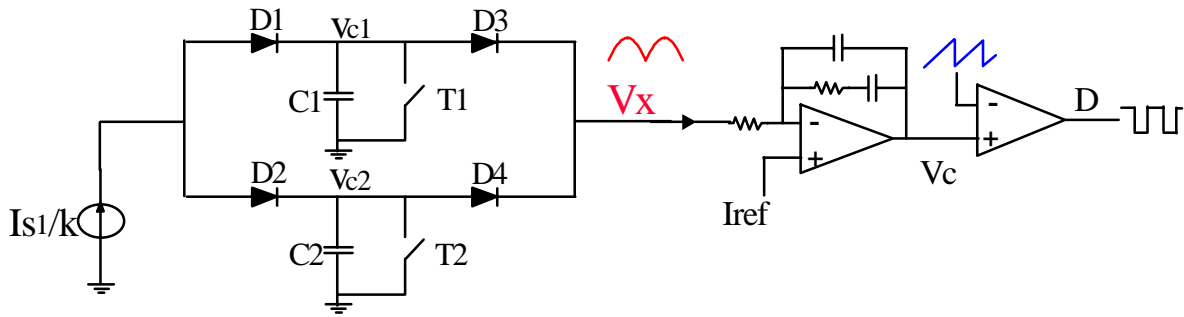 D1
Vc1
D3
C1
T1
Vx
D
D2
Vc2
D4
Vc
Iref
Is1/k
C2
T2
-
+
-
+